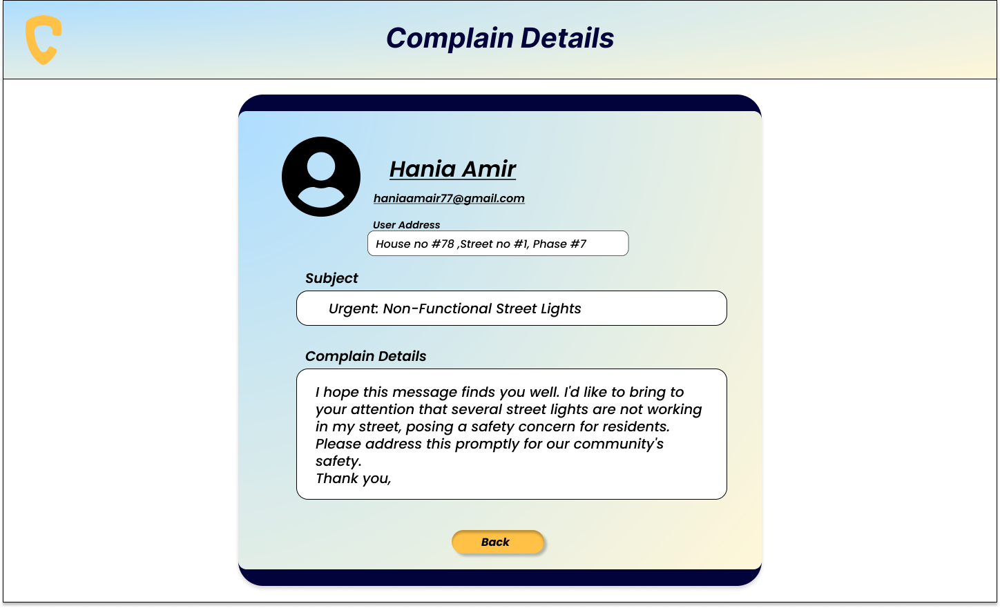 Complain Details
Hania Amir
haniaamair77@gmail.com
User Address
House no #78 ,Street no #1, Phase #7
Subject
Urgent: Non-Functional Street Lights
Complain Details
I hope this message finds you well. I'd like to bring to
your attention that several street lights are not working
in my street, posing a safety concern for residents.
Please address this promptly for our community's
safety.
Thank you,
Back